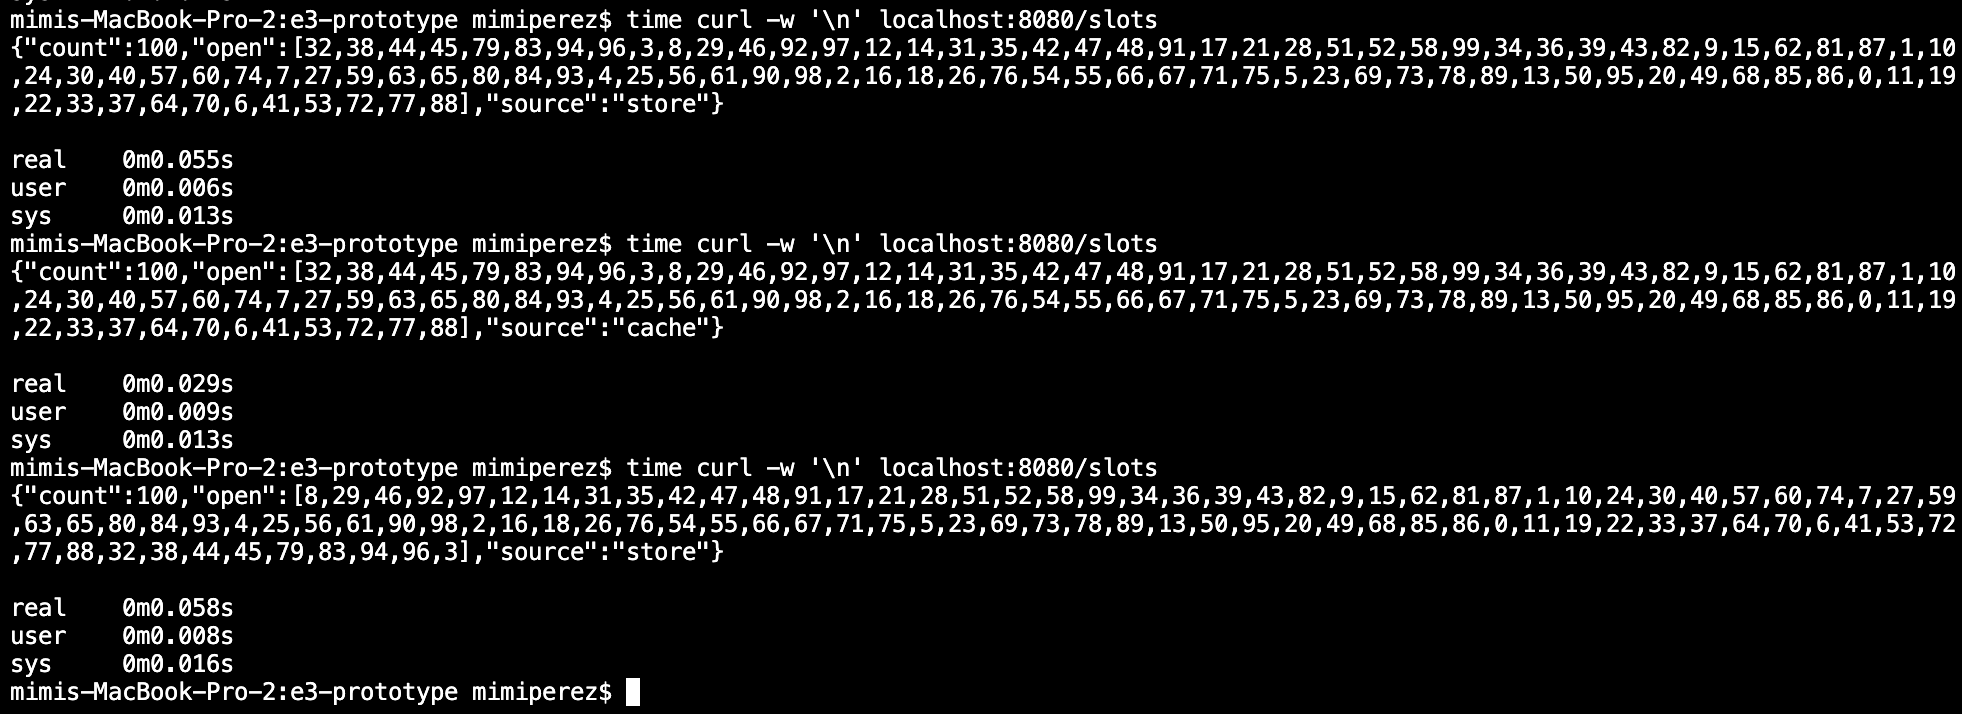 mimis-MacBook-Pro-2:e3-prototype mimiperez$ time curl -w '\n' localhost:8080/slots
{"count":100,"open":[32,38,44,45,79,83,94,96,3,8,29,46,92,97,12,14,31,35,42,47,48,91,17,21,28,51,52,58,99,34,36,39,43,82,9,15,62,81,87,1,10
,24,30,40,57,60,74,7,27,59,63,65,80,84,93,4,25,56,61,90,98,2,16,18,26,76,54,55,66,67,71,75,5,23,69,73,78,89,13,50,95,20,49,68,85,86,0,11,19
,22,33,37,64,70,6,41,53,72,77,88],"source":"store"}

real    0m0.055s
user    0m0.006s
sys     0m0.013s
mimis-MacBook-Pro-2:e3-prototype mimiperez$ time curl -w '\n' localhost:8080/slots
{"count":100,"open":[32,38,44,45,79,83,94,96,3,8,29,46,92,97,12,14,31,35,42,47,48,91,17,21,28,51,52,58,99,34,36,39,43,82,9,15,62,81,87,1,10
,24,30,40,57,60,74,7,27,59,63,65,80,84,93,4,25,56,61,90,98,2,16,18,26,76,54,55,66,67,71,75,5,23,69,73,78,89,13,50,95,20,49,68,85,86,0,11,19
,22,33,37,64,70,6,41,53,72,77,88],"source":"cache"}

real    0m0.029s
user    0m0.009s
sys     0m0.013s
mimis-MacBook-Pro-2:e3-prototype mimiperez$ time curl -w '\n' localhost:8080/slots
{"count":100,"open":[8,29,46,92,97,12,14,31,35,42,47,48,91,17,21,28,51,52,58,99,34,36,39,43,82,9,15,62,81,87,1,10,24,30,40,57,60,74,7,27,59
,63,65,80,84,93,4,25,56,61,90,98,2,16,18,26,76,54,55,66,67,71,75,5,23,69,73,78,89,13,50,95,20,49,68,85,86,0,11,19,22,33,37,64,70,6,41,53,72
,77,88,32,38,44,45,79,83,94,96,3],"source":"store"}

real    0m0.058s
user    0m0.008s
sys     0m0.016s
mimis-MacBook-Pro-2:e3-prototype mimiperez$